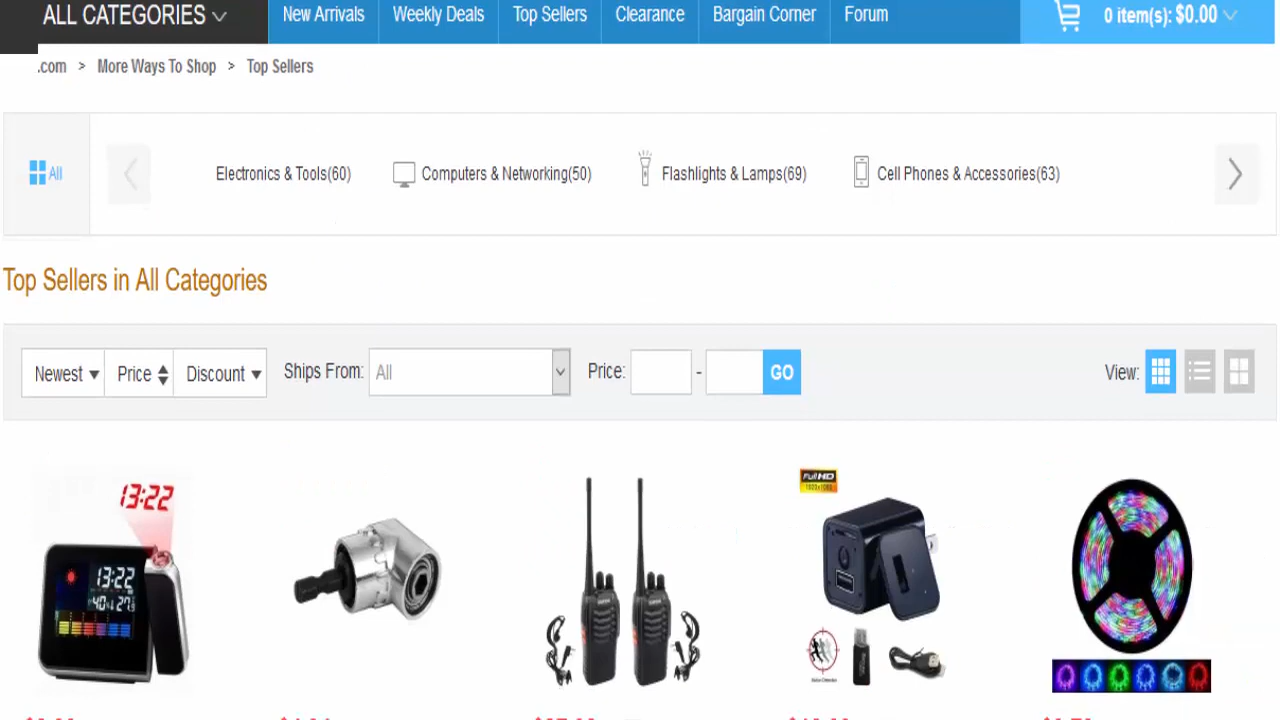 ALL CATEGORIES
New Arrivals
Weekly Deals
Top Sellers
Clearance
Bargain Corner
Forum
0 item(s): $0.00
.com > More Ways To Shop > Top Sellers
All
Electronics & Tools(60)
Computers & Networking(50)
Flashlights & Lamps(69)
Cell Phones & Accessories(63)
Top Sellers in All Categories
Newest
Price
Discount
Ships From:
All
Price:
-
GO
View:
13:22
13:22
Full HD
1920x1080